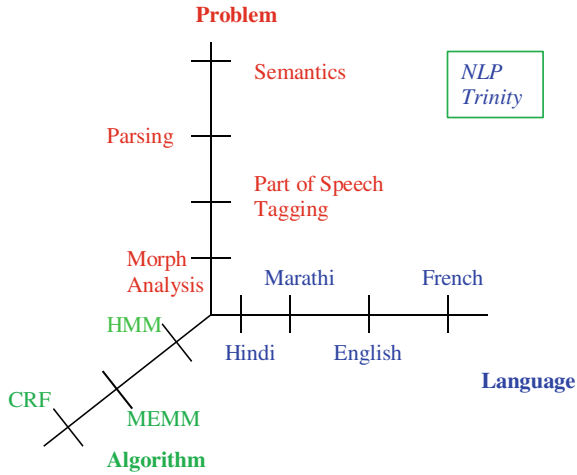 Problem
Semantics
NLP
Trinity
Parsing
Part of Speech
Tagging
Morph
Analysis
Marathi
French
HMM
Hindi
English
Language
CRF
MEMM
Algorithm